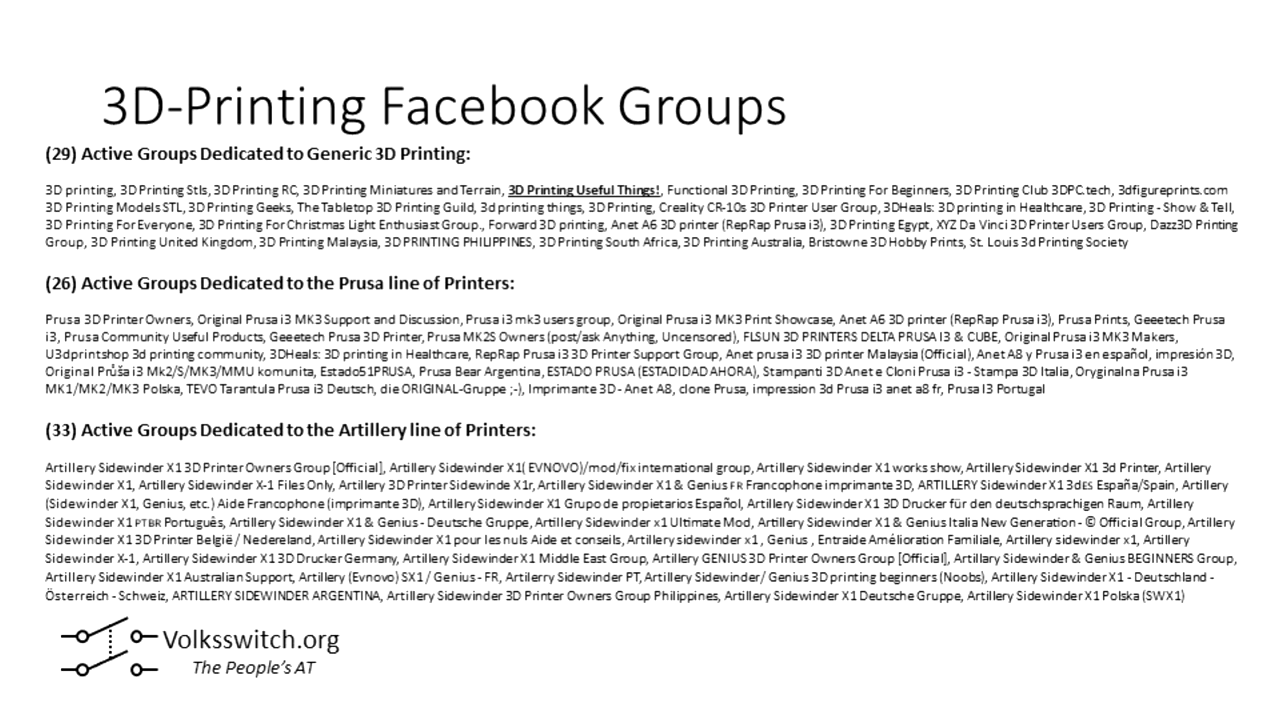 3D-Printing Facebook Groups
(29) Active Groups Dedicated to Generic 3D Printing:
3D printing, 3D Printing Stls, 3D Printing RC, 3D Printing Miniatures and Terrain, 3D Printing Useful Things!, Functional 3D Printing, 3D Printing For Beginners, 3D Printing Club 3DPC.tech, 3dfigureprints.com
3D Printing Models STL, 3D Printing Geeks, The Tabletop 3D Printing Guild, 3d printing things, 3D Printing, Creality CR-10s 3D Printer User Group, 3DHeals: 3D printing in Healthcare, 3D Printing - Show & Tell,
3D Printing For Everyone, 3D Printing For Christmas Light Enthusiast Group., Forward 3D printing, Anet A6 3D printer (RepRap Prusa i3), 3D Printing Egypt, XYZ Da Vinci 3D Printer Users Group, Dazz3D Printing
Group, 3D Printing United Kingdom, 3D Printing Malaysia, 3D PRINTING PHILIPPINES, 3D Printing South Africa, 3D Printing Australia, Bristowne 3D Hobby Prints, St. Louis 3d Printing Society
(26) Active Groups Dedicated to the Prusa line of Printers:
Prusa 3D Printer Owners, Original Prusa i3 MK3 Support and Discussion, Prusa i3 mk3 users group, Original Prusa i3 MK3 Print Showcase, Anet A6 3D printer (RepRap Prusa i3), Prusa Prints, Geeetech Prusa
i3, Prusa Community Useful Products, Geeetech Prusa 3D Printer, Prusa MK2S Owners (post/ask Anything, Uncensored), FLSUN 3D PRINTERS DELTA PRUSA I3 & CUBE, Original Prusa i3 MK3 Makers,
U3dprintshop 3d printing community, 3DHeals: 3D printing in Healthcare, RepRap Prusa i3 3D Printer Support Group, Anet prusa i3 3D printer Malaysia (Official), Anet A8 y Prusa i3 en español, impresión 3D,
Original Průša i3 Mk2/S/MK3/MMU komunita, Estado51PRUSA, Prusa Bear Argentina, ESTADO PRUSA (ESTADIDAD AHORA), Stampanti 3D Anet e Cloni Prusa i3 - Stampa 3D Italia, Oryginalna Prusa i3
MK1/MK2/MK3 Polska, TEVO Tarantula Prusa i3 Deutsch, die ORIGINAL-Gruppe ;-), Imprimante 3D - Anet A8, clone Prusa, impression 3d Prusa i3 anet a8 fr, Prusa I3 Portugal
(33) Active Groups Dedicated to the Artillery line of Printers:
Artillery Sidewinder X1 3D Printer Owners Group [Official], Artillery Sidewinder X1( EVNOVO)/mod/fix international group, Artillery Sidewinder X1 works show, Artillery Sidewinder X1 3d Printer, Artillery
Sidewinder X1, Artillery Sidewinder X-1 Files Only, Artillery 3D Printer Sidewinde X1r, Artillery Sidewinder X1 & Genius FR Francophone imprimante 3D, ARTILLERY Sidewinder X1 3dES España/Spain, Artillery
(Sidewinder X1, Genius, etc.) Aide Francophone (imprimante 3D), Artillery Sidewinder X1 Grupo de propietarios Español, Artillery Sidewinder X1 3D Drucker für den deutschsprachigen Raum, Artillery
Sidewinder X1 PT BR Português, Artillery Sidewinder X1 & Genius - Deutsche Gruppe, Artillery Sidewinder x1 Ultimate Mod, Artillery Sidewinder X1 & Genius Italia New Generation - © Official Group, Artillery
Sidewinder X1 3D Printer België / Nedereland, Artillery Sidewinder X1 pour les nuls Aide et conseils, Artillery sidewinder x1 , Genius , Entraide Amélioration Familiale, Artillery sidewinder x1, Artillery
Sidewinder X-1, Artillery Sidewinder X1 3D Drucker Germany, Artillery Sidewinder X1 Middle East Group, Artillery GENIUS 3D Printer Owners Group [Official], Artillary Sidewinder & Genius BEGINNERS Group,
Artillery Sidewinder X1 Australian Support, Artillery (Evnovo) SX1 / Genius - FR, Artilerry Sidewinder PT, Artillery Sidewinder/ Genius 3D printing beginners (Noobs), Artillery Sidewinder X1 - Deutschland -
Österreich - Schweiz, ARTILLERY SIDEWINDER ARGENTINA, Artillery Sidewinder 3D Printer Owners Group Philippines, Artillery Sidewinder X1 Deutsche Gruppe, Artillery Sidewinder X1 Polska (SWX1)
Volksswitch.org
The People's AT